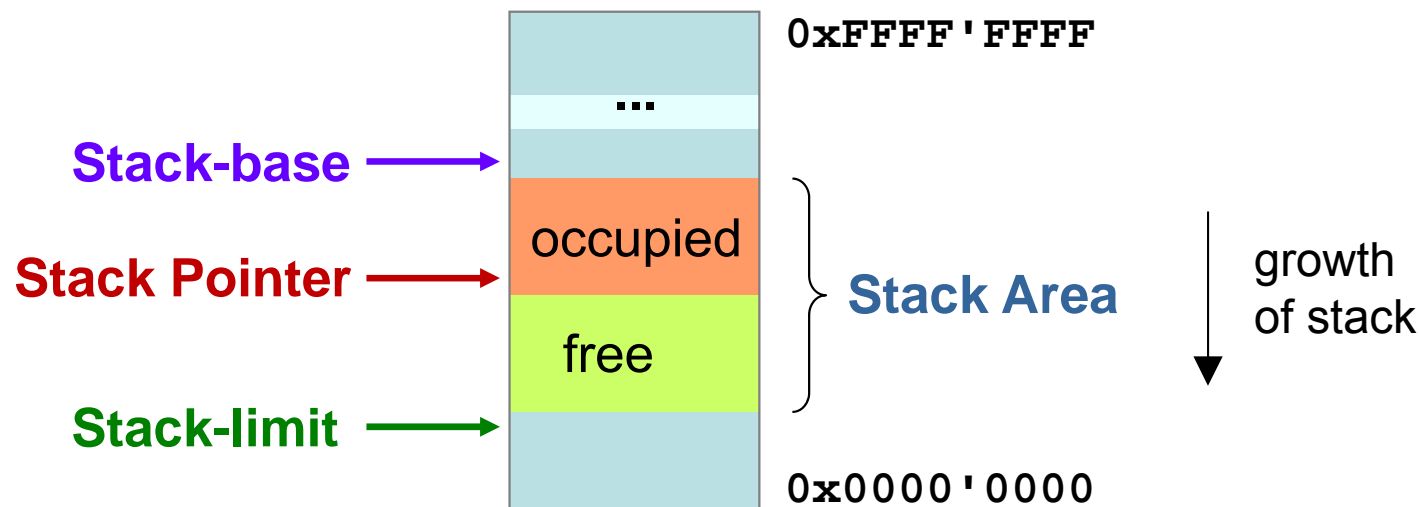 0xFFFF'FFFF
...
Stack-base
occupied
Stack Pointer
Stack Area
growth
of stack
free
Stack-limit
0x0000'0000